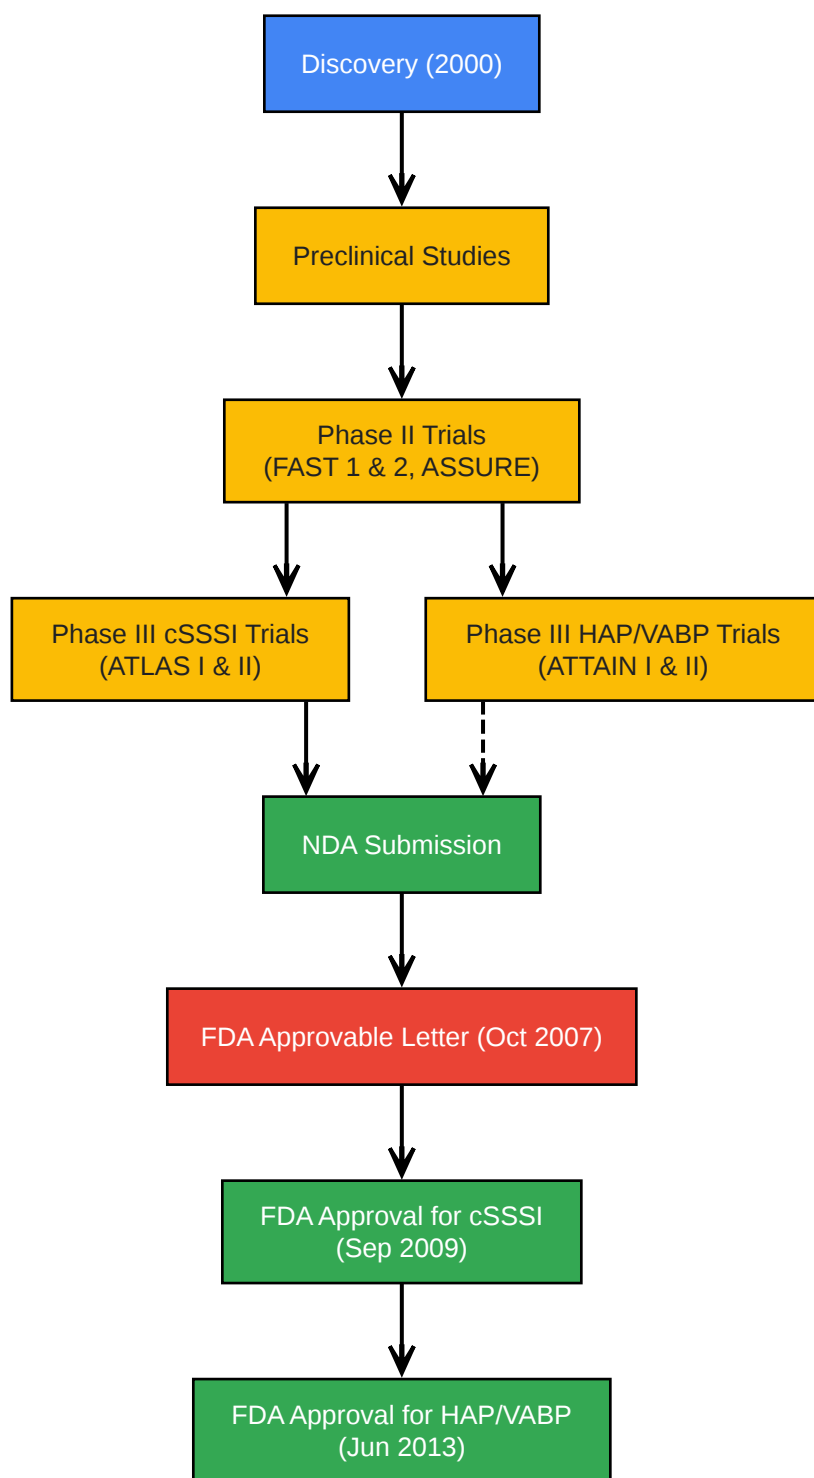 Discovery (2000)
Preclinical Studies
Phase II Trials
(FAST 1 & 2, ASSURE)
Phase III cSSSI Trials
(ATLAS I & II)
Phase III HAP/VABP Trials
(ATTAIN I & II)
NDA Submission
FDA Approvable Letter (Oct 2007)
FDA Approval for cSSSI
(Sep 2009)
FDA Approval for HAP/VABP
(Jun 2013)